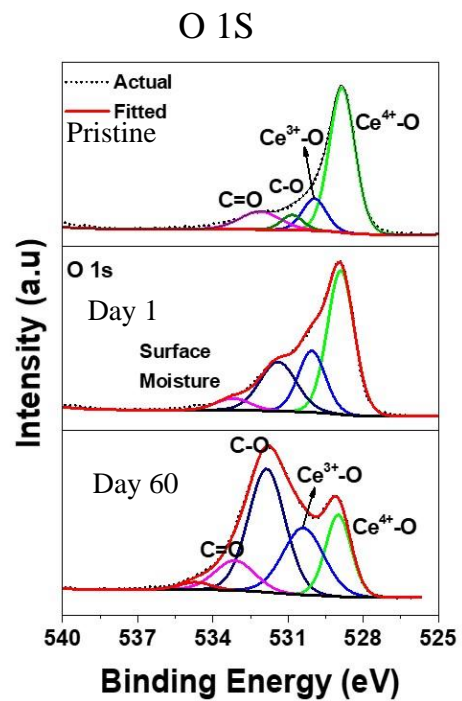 O 1S
Actual
Fitted
Pristine
Ce³⁺-O
Ce⁴⁺-O
C-O
C=O
O 1s
Day 1
Surface
Moisture
C-O
Day 60
Ce³⁺-O
Ce⁴⁺-O
C=O
Intensity (a.u)
540 537 534 531 528 525
Binding Energy (eV)